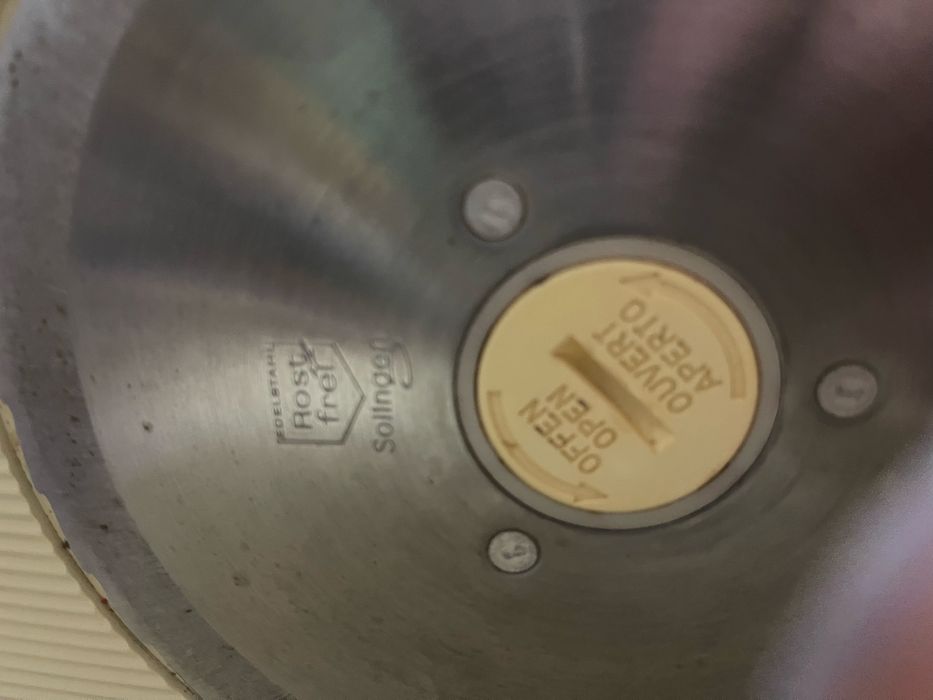 EDELSTAHL
Rost
frei
Solingen
OFFEN
OPEN
OUVERT
APERTO